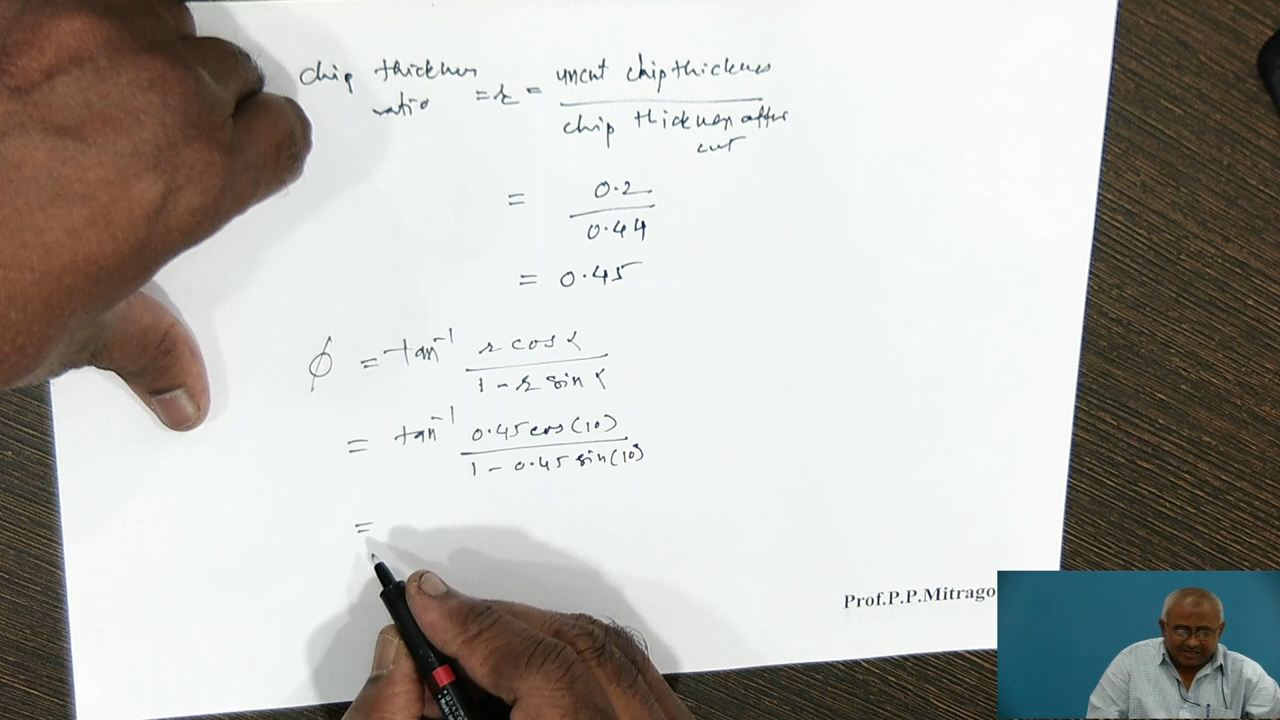 chip thickness = r = uncut chip thickness
ratio chip thickness after
cut
= 0.2 / 0.44
= 0.45
ϕ = tan⁻¹ r cos α / 1 - r sin α
= tan⁻¹ 0.45 cos(10) / 1 - 0.45 sin(10)
=
Prof.P.P.Mitrago